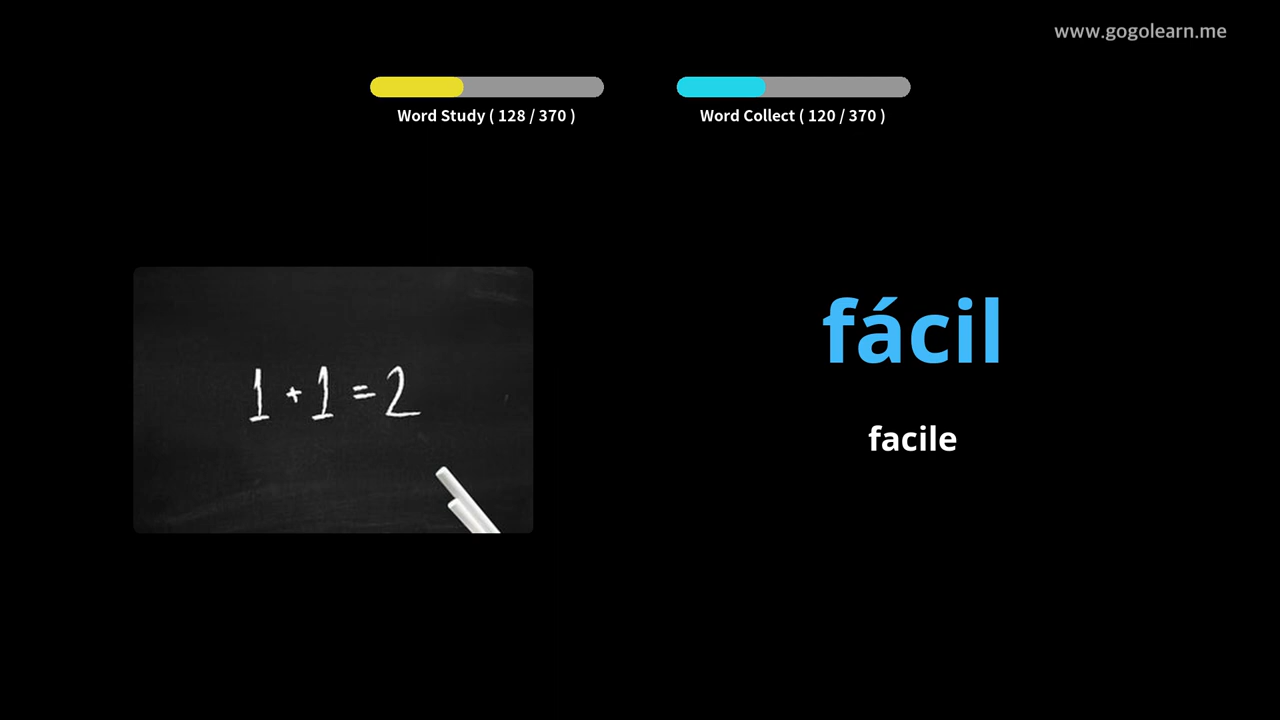 www.gogolearn.me
Word Study ( 128 / 370 )
Word Collect ( 120 / 370 )
1 + 1 = 2
fácil
facile